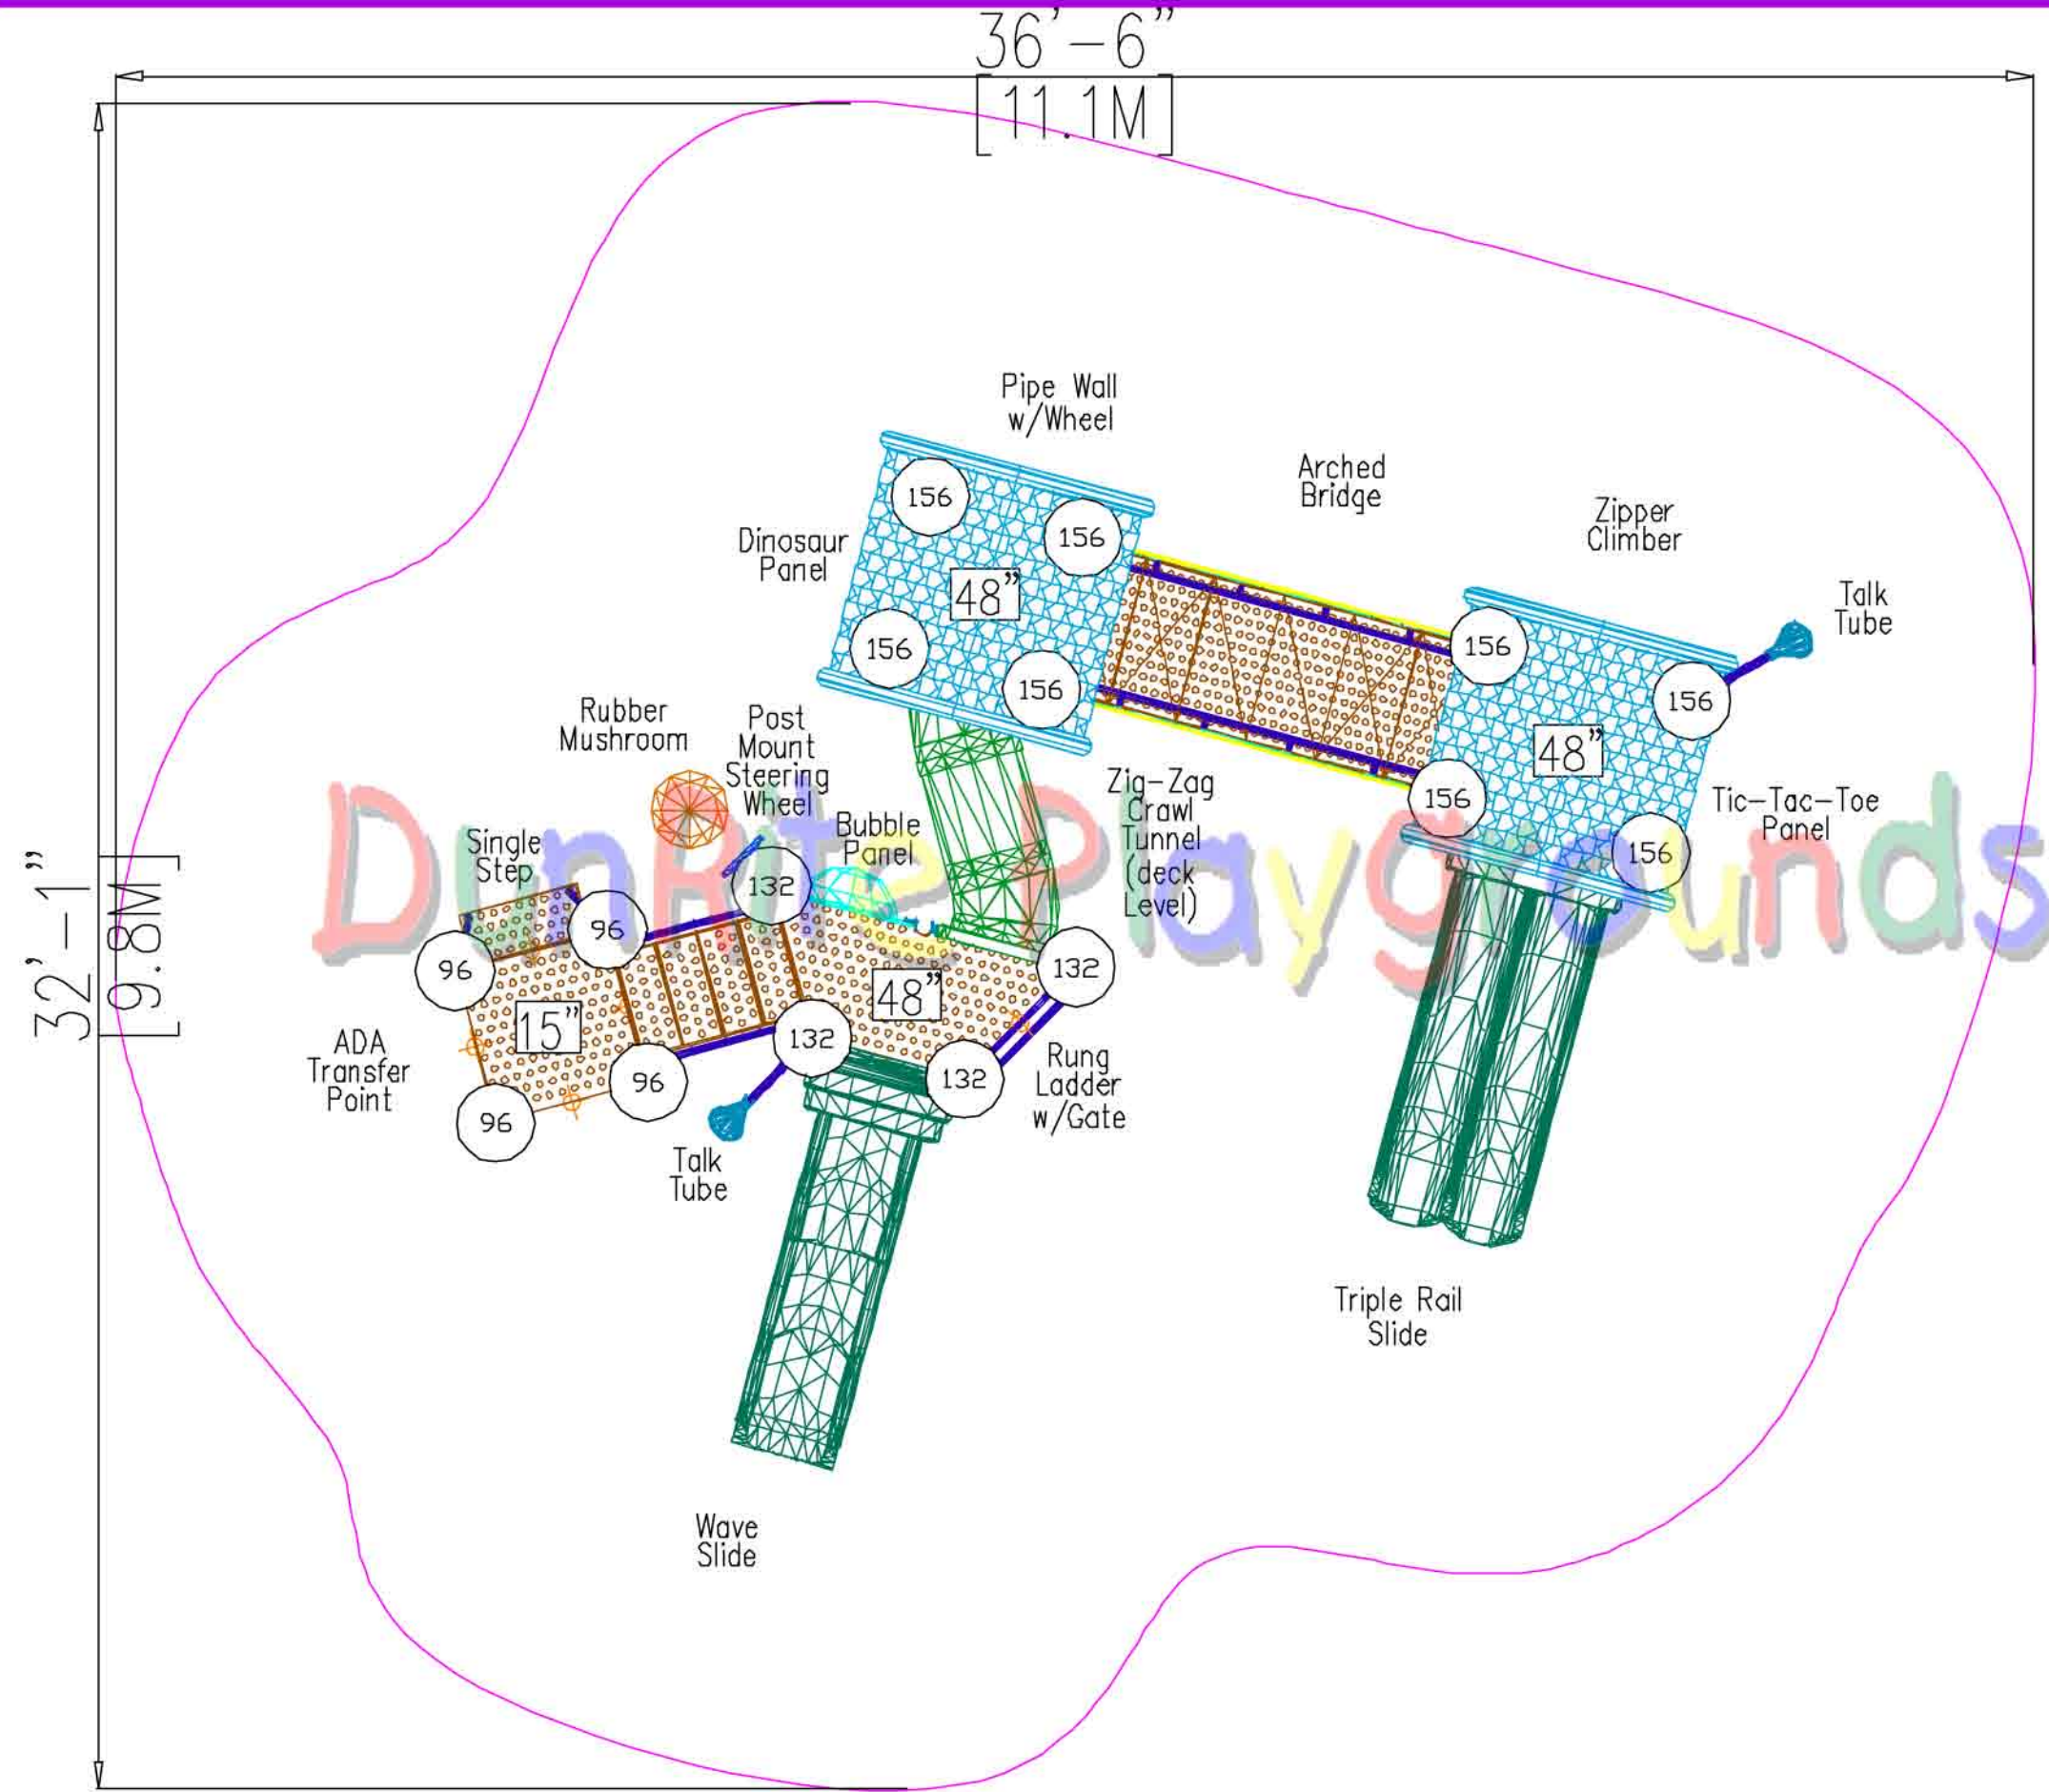 36'-6"
[11.1M]
32'-1"
[9.8M]
Pipe Wall
w/Wheel
Arched
Bridge
Zipper
Climber
Talk
Tube
Dinosaur
Panel
156
156
48"
156
156
156
156
48"
156
156
Tic-Tac-Toe
Panel
Rubber
Mushroom
Post
Mount
Steering
Wheel
Bubble
Panel
Zig-Zag
Crawl
Tunnel
(deck
Level)
DunRite Playgrounds
Single
Step
96
96
15"
96
96
132
132
48"
132
132
ADA
Transfer
Point
Rung
Ladder
w/Gate
Talk
Tube
Triple Rail
Slide
Wave
Slide